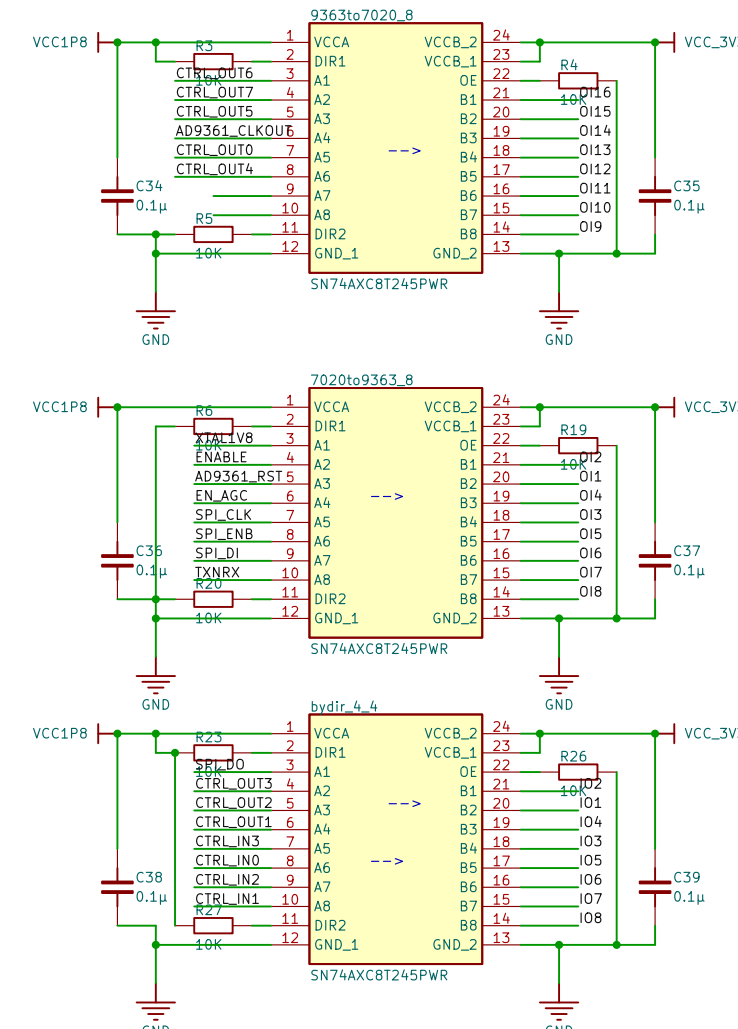 9363to7020_8
VCC1P8
VCC_3V
R3
10K
R4
10K
CTRL_OUT6
CTRL_OUT7
CTRL_OUT5
AD9361_CLKOUT
CTRL_OUT0
CTRL_OUT4
C34
0.1µ
R5
10K
GND
1 VCCA
2 DIR1
3 A1
4 A2
5 A3
6 A4
7 A5
8 A6
9 A7
10 A8
11 DIR2
12 GND_1
-->
VCCB_2 24
VCCB_1 23
OE 22
B1 21
B2 20
B3 19
B4 18
B5 17
B6 16
B7 15
B8 14
GND_2 13
OI16
OI15
OI14
OI13
OI12
OI11
OI10
OI9
C35
0.1µ
SN74AXC8T245PWR
GND
7020to9363_8
VCC1P8
VCC_3V
R6
10K
R19
10K
XTAL1V8
ENABLE
AD9361_RST
EN_AGC
SPI_CLK
SPI_ENB
SPI_DI
TXNRX
C36
0.1µ
R20
10K
GND
1 VCCA
2 DIR1
3 A1
4 A2
5 A3
6 A4
7 A5
8 A6
9 A7
10 A8
11 DIR2
12 GND_1
-->
VCCB_2 24
VCCB_1 23
OE 22
B1 21
B2 20
B3 19
B4 18
B5 17
B6 16
B7 15
B8 14
GND_2 13
OI2
OI1
OI4
OI3
OI5
OI6
OI7
OI8
C37
0.1µ
SN74AXC8T245PWR
GND
bydir_4_4
VCC1P8
VCC_3V
R23
10K
R26
10K
SPI_DO
CTRL_OUT3
CTRL_OUT2
CTRL_OUT1
CTRL_IN3
CTRL_IN0
CTRL_IN2
CTRL_IN1
C38
0.1µ
R27
10K
1 VCCA
2 DIR1
3 A1
4 A2
5 A3
6 A4
7 A5
8 A6
9 A7
10 A8
11 DIR2
12 GND_1
-->
-->
VCCB_2 24
VCCB_1 23
OE 22
B1 21
B2 20
B3 19
B4 18
B5 17
B6 16
B7 15
B8 14
GND_2 13
IO2
IO1
IO4
IO3
IO5
IO6
IO7
IO8
C39
0.1µ
SN74AXC8T245PWR
GND
GND